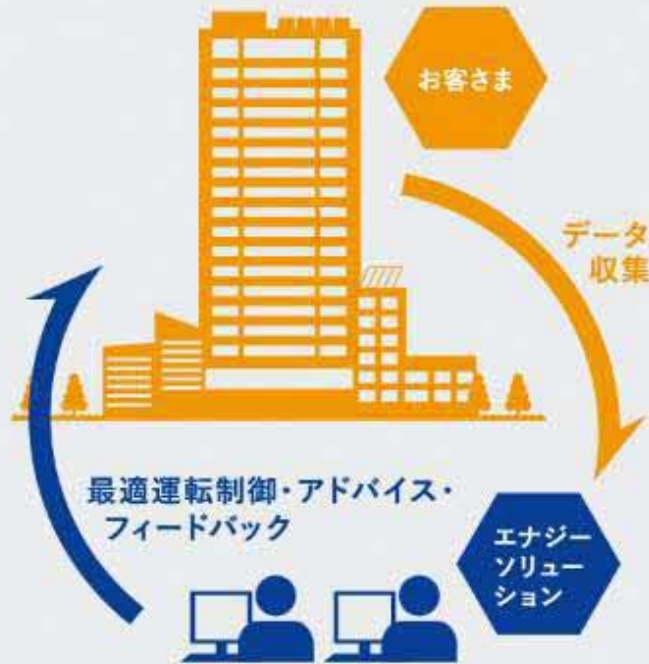 お客さま
データ
収集
最適運転制御・アドバイス・
フィードバック
エナジー
ソリュー
ション